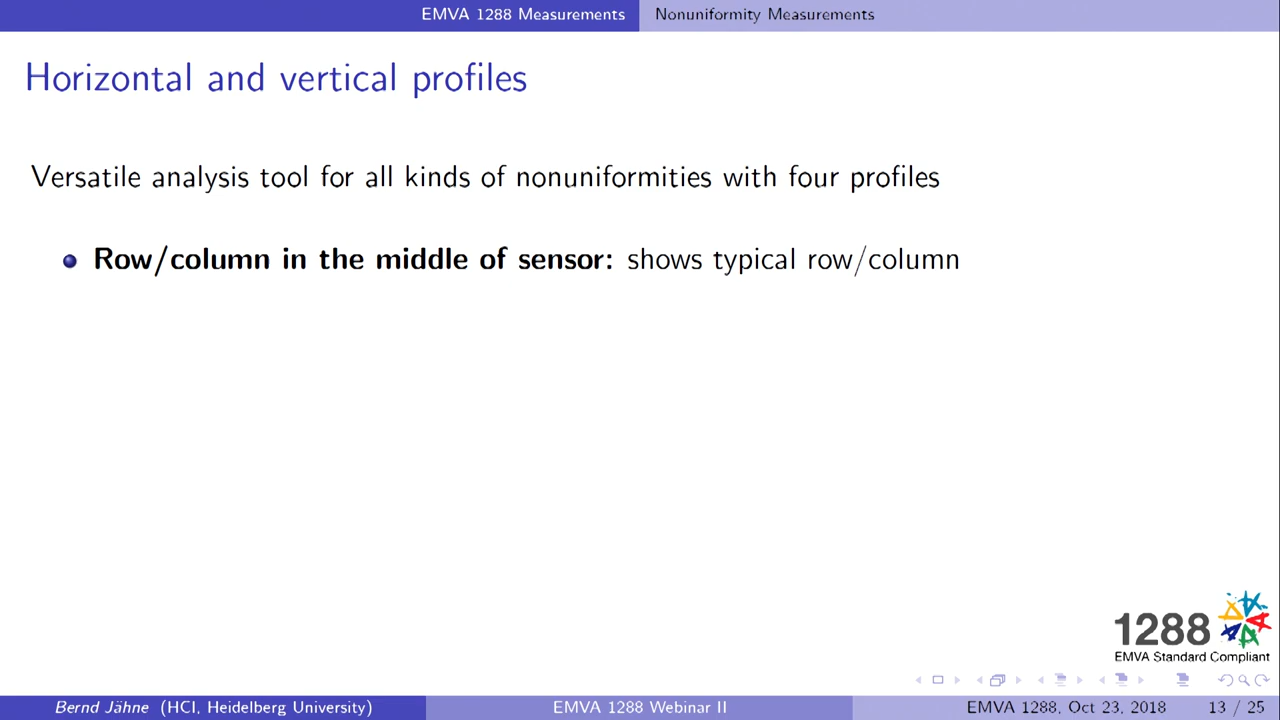 EMVA 1288 Measurements Nonuniformity Measurements
Horizontal and vertical profiles
Versatile analysis tool for all kinds of nonuniformities with four profiles
Row/column in the middle of sensor: shows typical row/column
1288
EMVA Standard Compliant
Bernd Jähne (HCI, Heidelberg University) EMVA 1288 Webinar II EMVA 1288, Oct 23, 2018 13 / 25